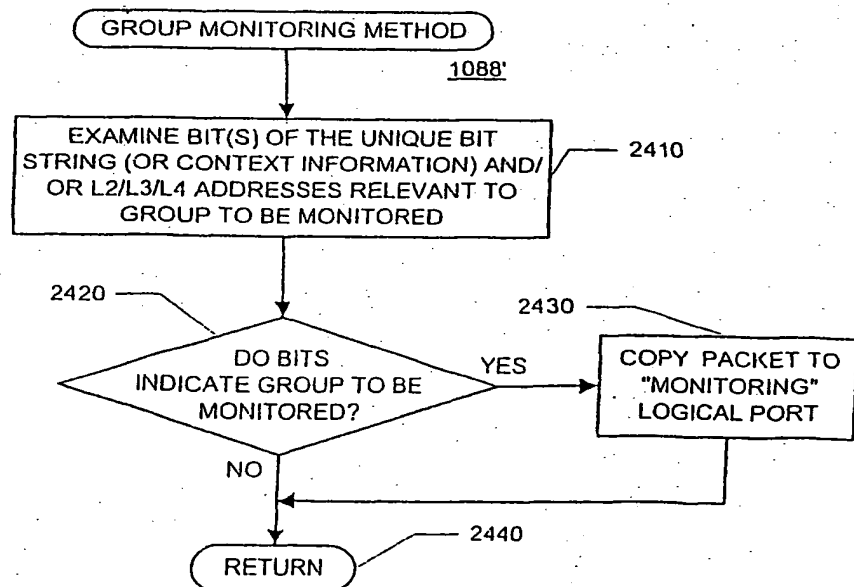 GROUP MONITORING METHOD
1088'
EXAMINE BIT(S) OF THE UNIQUE BIT
STRING (OR CONTEXT INFORMATION) AND/
OR L2/L3/L4 ADDRESSES RELEVANT TO
GROUP TO BE MONITORED
2410
2420
DO BITS
INDICATE GROUP TO BE
MONITORED?
YES
NO
2430
COPY PACKET TO
"MONITORING"
LOGICAL PORT
RETURN
2440